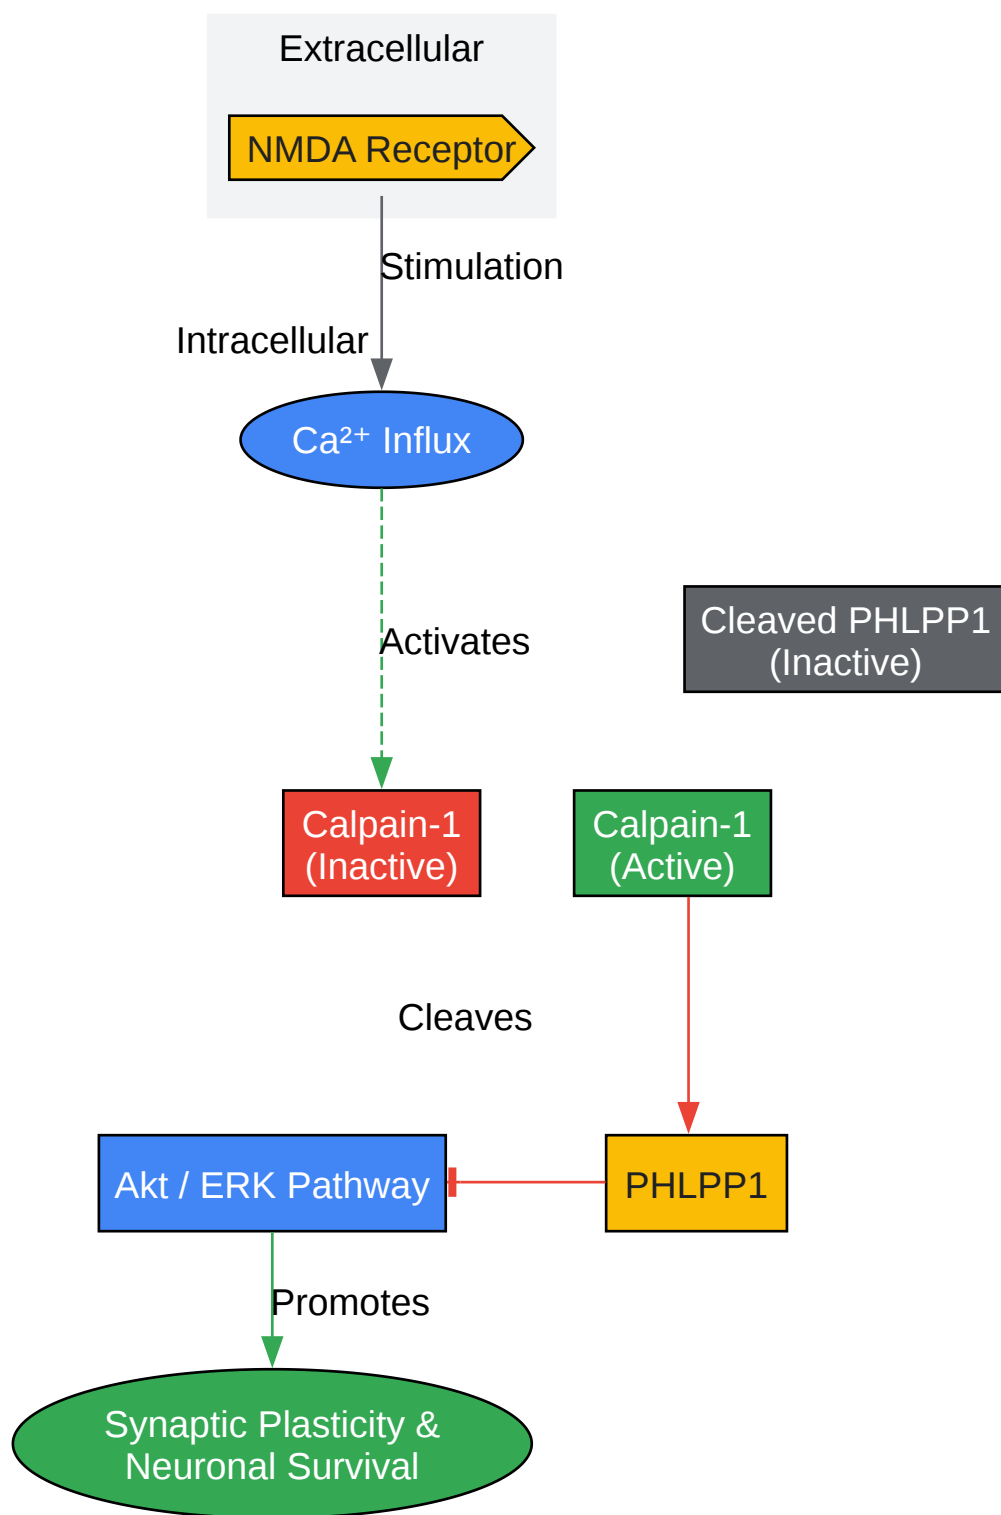 Extracellular
NMDA Receptor
Stimulation
Intracellular
Ca²⁺ Influx
Activates
Cleaved PHLPP1
(Inactive)
Calpain-1
(Inactive)
Calpain-1
(Active)
Cleaves
Akt / ERK Pathway
PHLPP1
Promotes
Synaptic Plasticity &
Neuronal Survival